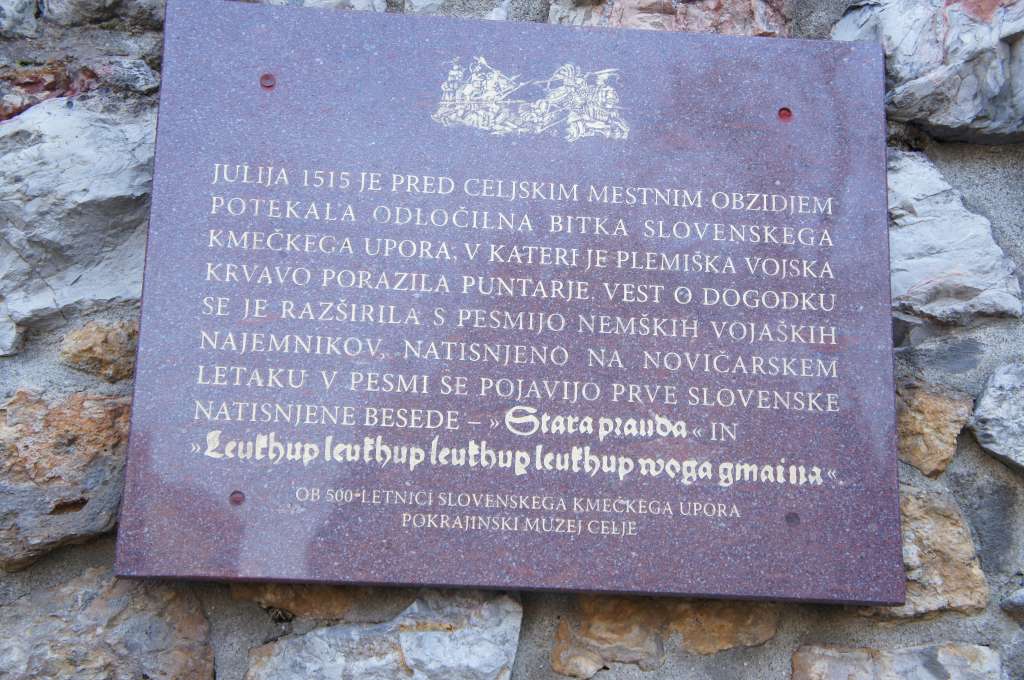 JULIJA 1515 JE PRED CELJSKIM MESTNIM OBZIDJEM
POTEKALA ODLOČILNA BITKA SLOVENSKEGA
KMEČKEGA UPORA, V KATERI JE PLEMIŠKA VOJSKA
KRVAVO PORAZILA PUNTARJE. VEST O DOGODKU
SE JE RAZŠIRILA S PESMIJO NEMŠKIH VOJAŠKIH
NAJEMNIKOV, NATISNJENO NA NOVIČARSKEM
LETAKU. V PESMI SE POJAVIJO PRVE SLOVENSKE
NATISNJENE BESEDE – »Stara prauda« IN
»Leukhup leukhup leukhup leukhup woga gmaina«.
OB 500-LETNICI SLOVENSKEGA KMEČKEGA UPORA
POKRAJINSKI MUZEJ CELJE